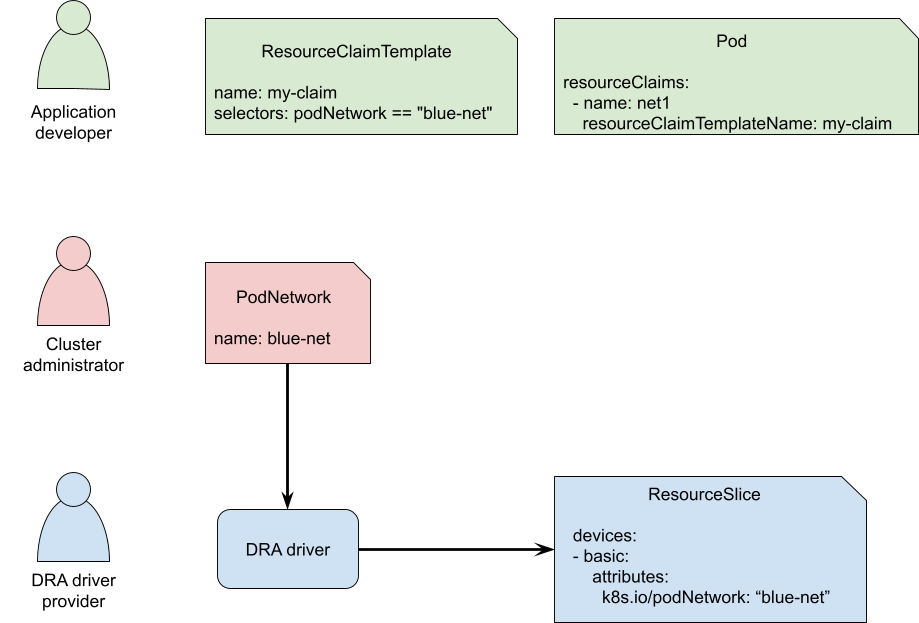 Application
developer
ResourceClaimTemplate
name: my-claim
selectors: podNetwork == "blue-net"
Pod
resourceClaims:
- name: net1
resourceClaimTemplateName: my-claim
Cluster
administrator
PodNetwork
name: blue-net
DRA driver
provider
DRA driver
ResourceSlice
devices:
- basic:
attributes:
k8s.io/podNetwork: “blue-net”